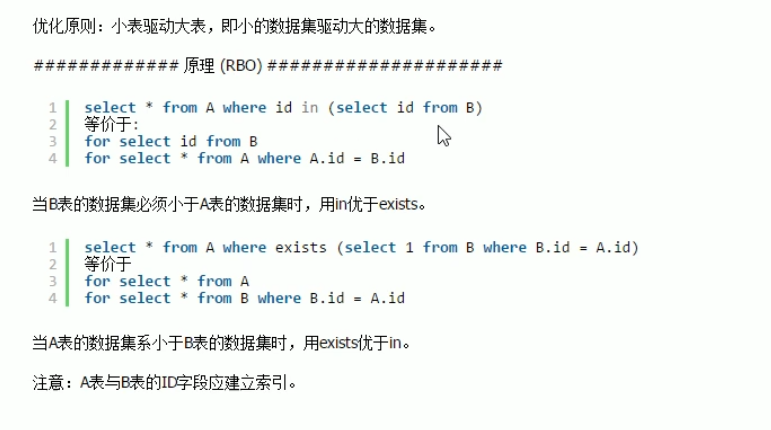 优化原则：小表驱动大表，即小的数据集驱动大的数据集。
############# 原理 (RBO) #####################
1 select * from A where id in (select id from B)
2 等价于:
3 for select id from B
4 for select * from A where A.id = B.id
当B表的数据集必须小于A表的数据集时，用in优于exists。
1 select * from A where exists (select 1 from B where B.id = A.id)
2 等价于
3 for select * from A
4 for select * from B where B.id = A.id
当A表的数据集系小于B表的数据集时，用exists优于in。
注意：A表与B表的ID字段应建立索引。